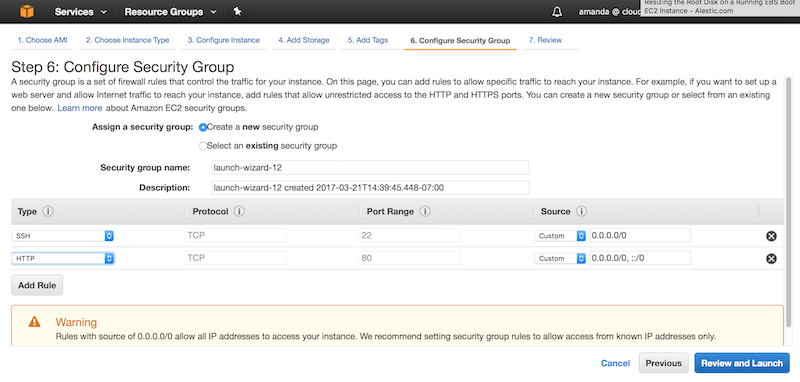 Resizing the Root Disk on a Running EBS Boot
EC2 Instance - Alestic.com
Services Resource Groups amanda @ cloud
1. Choose AMI 2. Choose Instance Type 3. Configure Instance 4. Add Storage 5. Add Tags 6. Configure Security Group 7. Review
Step 6: Configure Security Group
A security group is a set of firewall rules that control the traffic for your instance. On this page, you can add rules to allow specific traffic to reach your instance. For example, if you want to set up a
web server and allow Internet traffic to reach your instance, add rules that allow unrestricted access to the HTTP and HTTPS ports. You can create a new security group or select from an existing
one below. Learn more about Amazon EC2 security groups.
Assign a security group: Create a new security group
Select an existing security group
Security group name: launch-wizard-12
Description: launch-wizard-12 created 2017-03-21T14:39:45.448-07:00
Type Protocol Port Range Source
SSH TCP 22 Custom 0.0.0.0/0
HTTP TCP 80 Custom 0.0.0.0/0, ::/0
Add Rule
Warning
Rules with source of 0.0.0.0/0 allow all IP addresses to access your instance. We recommend setting security group rules to allow access from known IP addresses only.
Cancel Previous Review and Launch